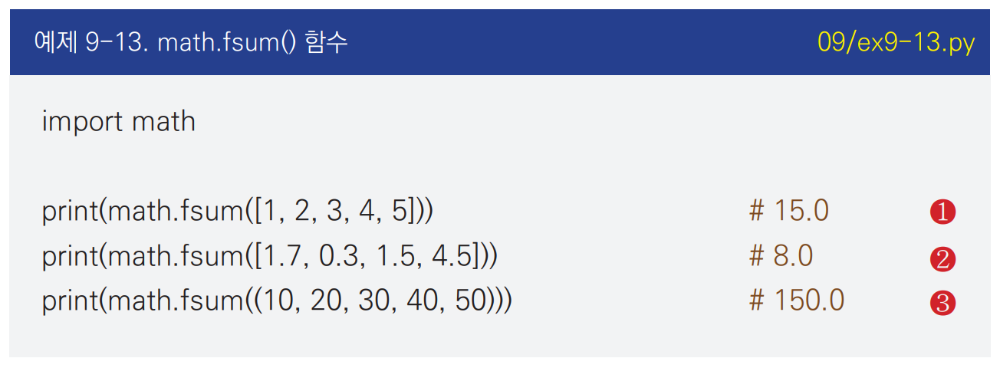 예제 9-13. math.fsum() 함수 09/ex9-13.py
import math
print(math.fsum([1, 2, 3, 4, 5])) # 15.0 ❶
print(math.fsum([1.7, 0.3, 1.5, 4.5])) # 8.0 ❷
print(math.fsum((10, 20, 30, 40, 50))) # 150.0 ❸